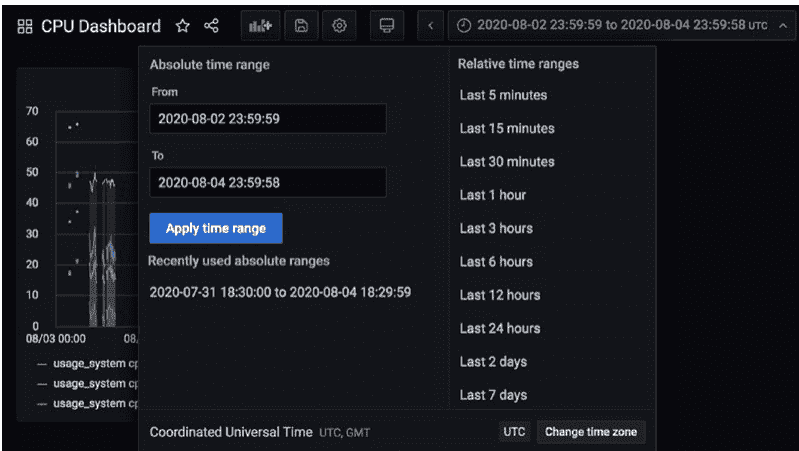 CPU Dashboard
2020-08-02 23:59:59 to 2020-08-04 23:59:58 UTC
Absolute time range
From
2020-08-02 23:59:59
To
2020-08-04 23:59:58
Apply time range
Recently used absolute ranges
2020-07-31 18:30:00 to 2020-08-04 18:29:59
Relative time ranges
Last 5 minutes
Last 15 minutes
Last 30 minutes
Last 1 hour
Last 3 hours
Last 6 hours
Last 12 hours
Last 24 hours
Last 2 days
Last 7 days
Coordinated Universal Time UTC, GMT
UTC
Change time zone
70
60
50
40
30
20
10
0
08/03 00:00
08/
usage_system cp
usage_system cp
usage_system cp